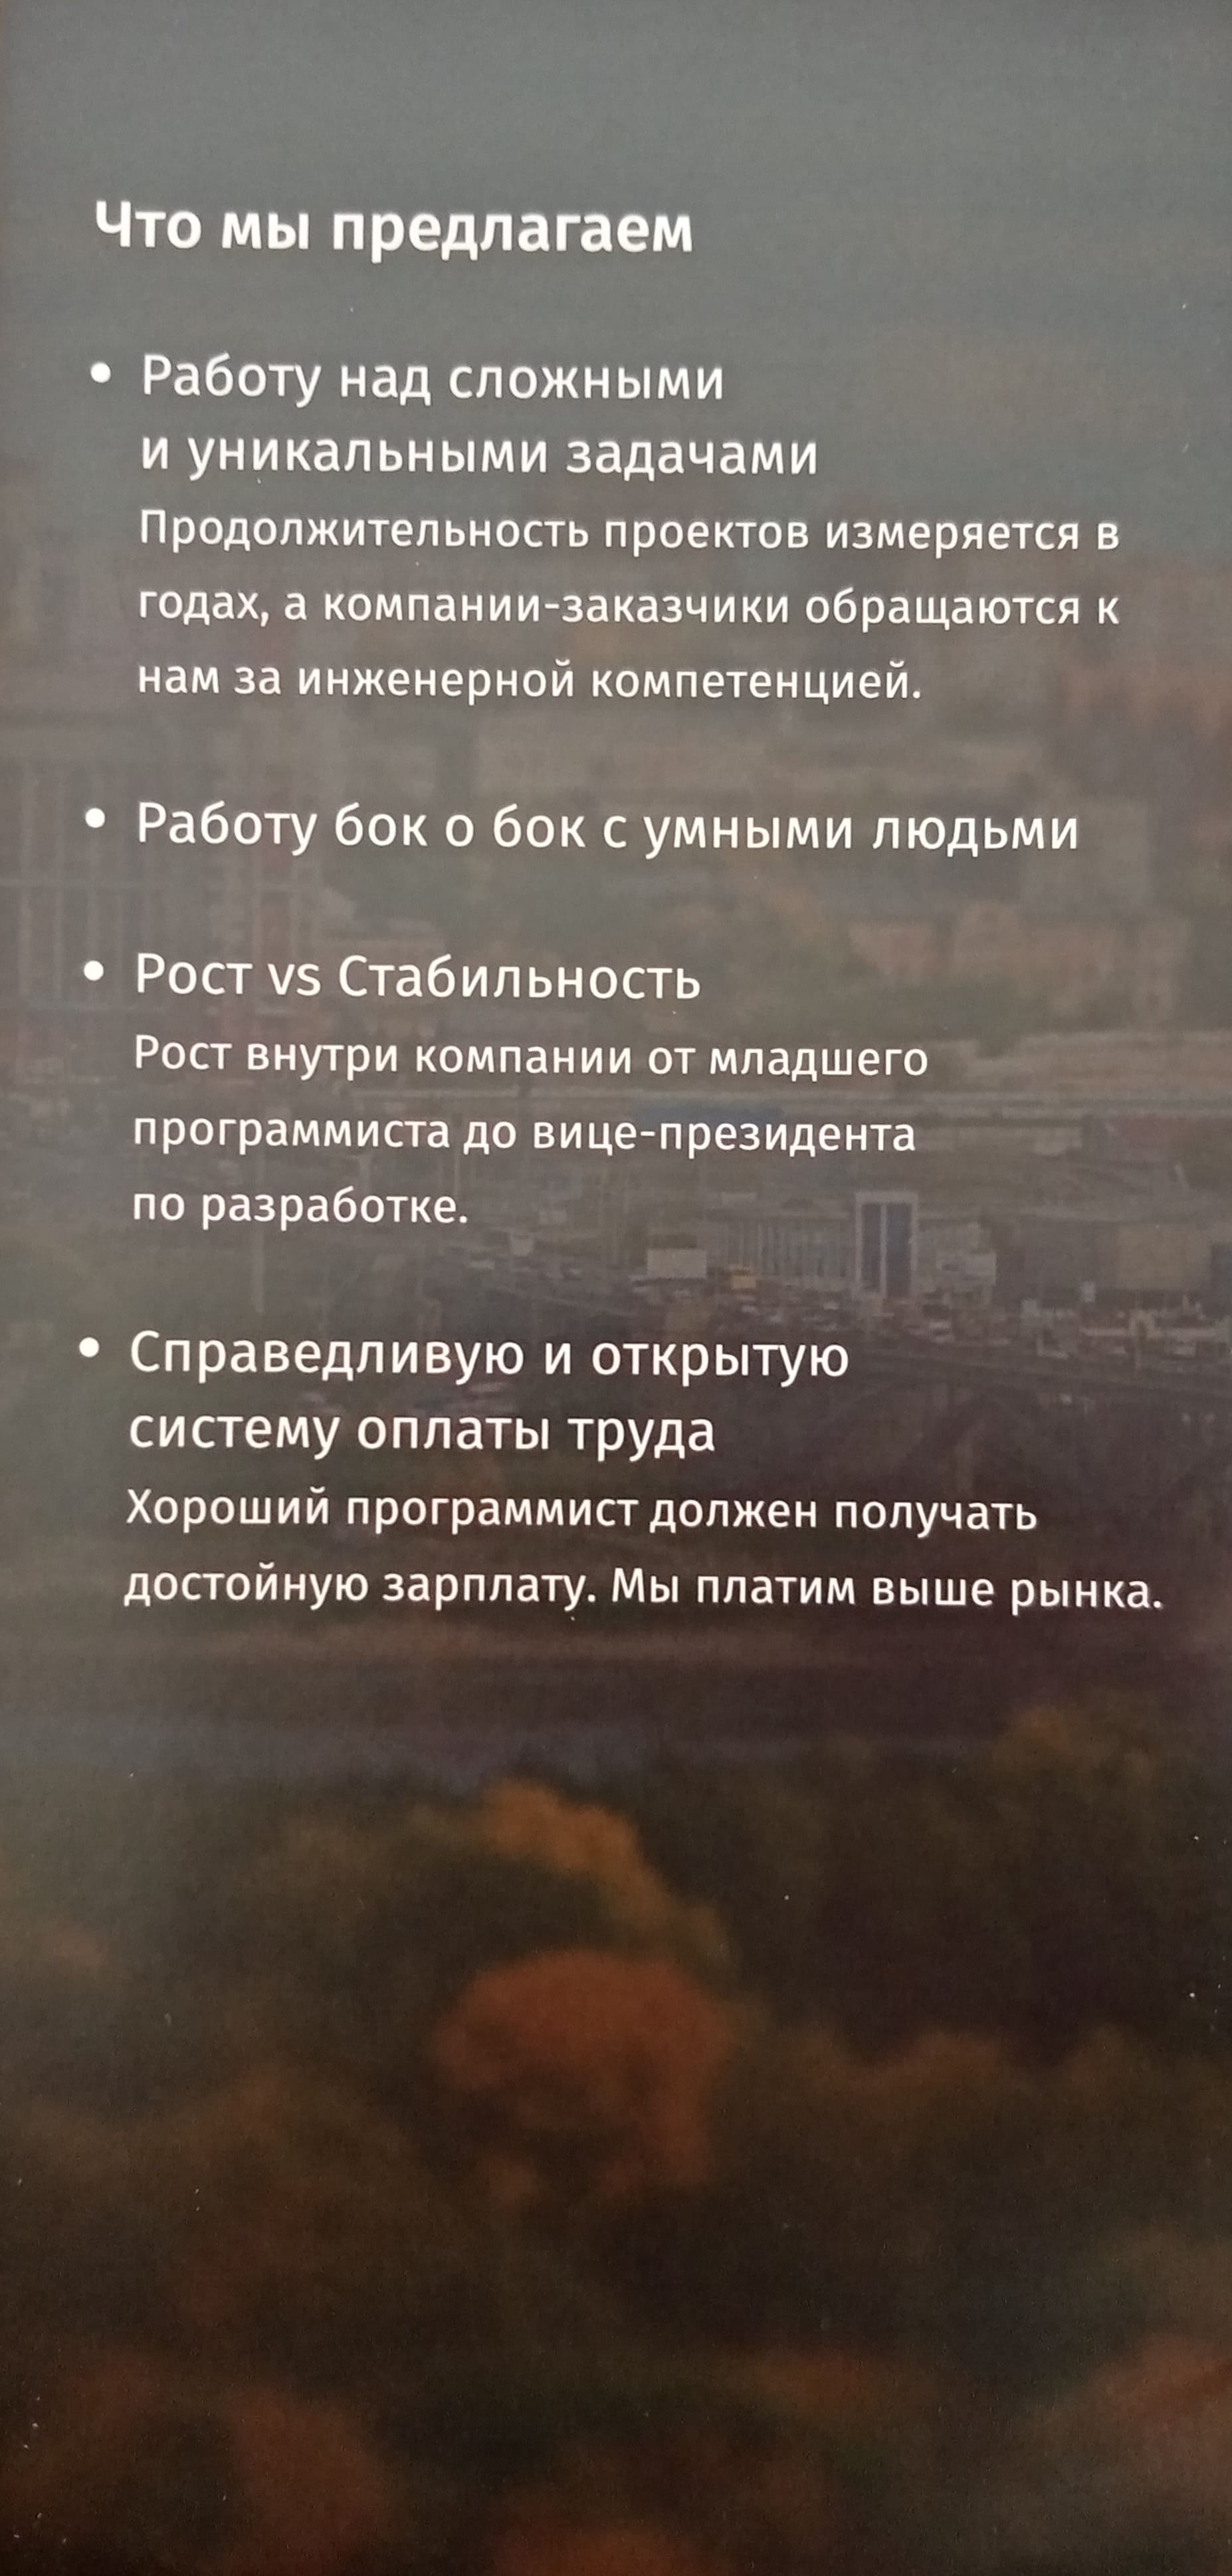 Что мы предлагаем
• Работу над сложными
и уникальными задачами
Продолжительность проектов измеряется в
годах, а компании-заказчики обращаются к
нам за инженерной компетенцией.
• Работу бок о бок с умными людьми
• Рост vs Стабильность
Рост внутри компании от младшего
программиста до вице-президента
по разработке.
• Справедливую и открытую
систему оплаты труда
Хороший программист должен получать
достойную зарплату. Мы платим выше рынка.